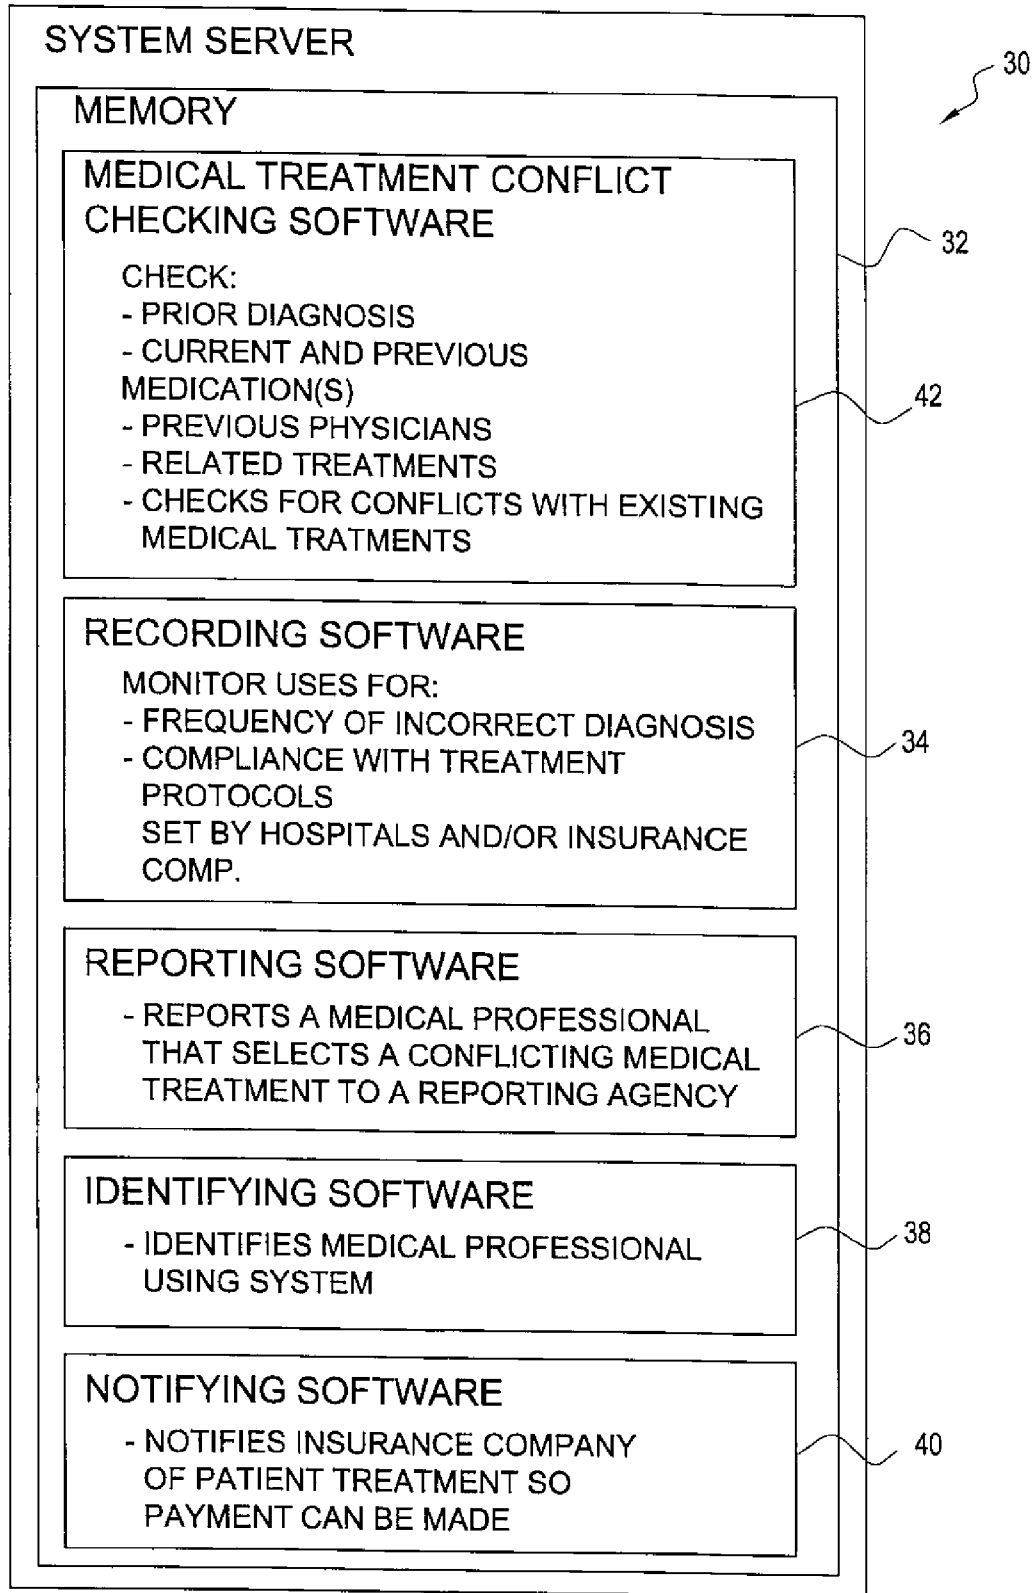 SYSTEM SERVER
30
MEMORY
MEDICAL TREATMENT CONFLICT
CHECKING SOFTWARE
32
CHECK:
- PRIOR DIAGNOSIS
- CURRENT AND PREVIOUS
MEDICATION(S)
42
- PREVIOUS PHYSICIANS
- RELATED TREATMENTS
- CHECKS FOR CONFLICTS WITH EXISTING
MEDICAL TRATMENTS
RECORDING SOFTWARE
MONITOR USES FOR:
- FREQUENCY OF INCORRECT DIAGNOSIS
34
- COMPLIANCE WITH TREATMENT
PROTOCOLS
SET BY HOSPITALS AND/OR INSURANCE
COMP.
REPORTING SOFTWARE
- REPORTS A MEDICAL PROFESSIONAL
36
THAT SELECTS A CONFLICTING MEDICAL
TREATMENT TO A REPORTING AGENCY
IDENTIFYING SOFTWARE
38
- IDENTIFIES MEDICAL PROFESSIONAL
USING SYSTEM
NOTIFYING SOFTWARE
40
- NOTIFIES INSURANCE COMPANY
OF PATIENT TREATMENT SO
PAYMENT CAN BE MADE